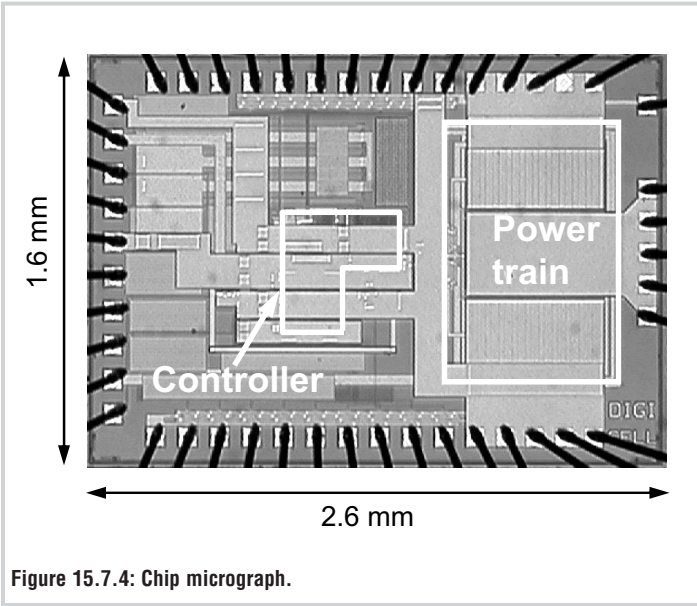 1.6 mm
Power
train
Controller
DIGI
CELL
2.6 mm
Figure 15.7.4: Chip micrograph.